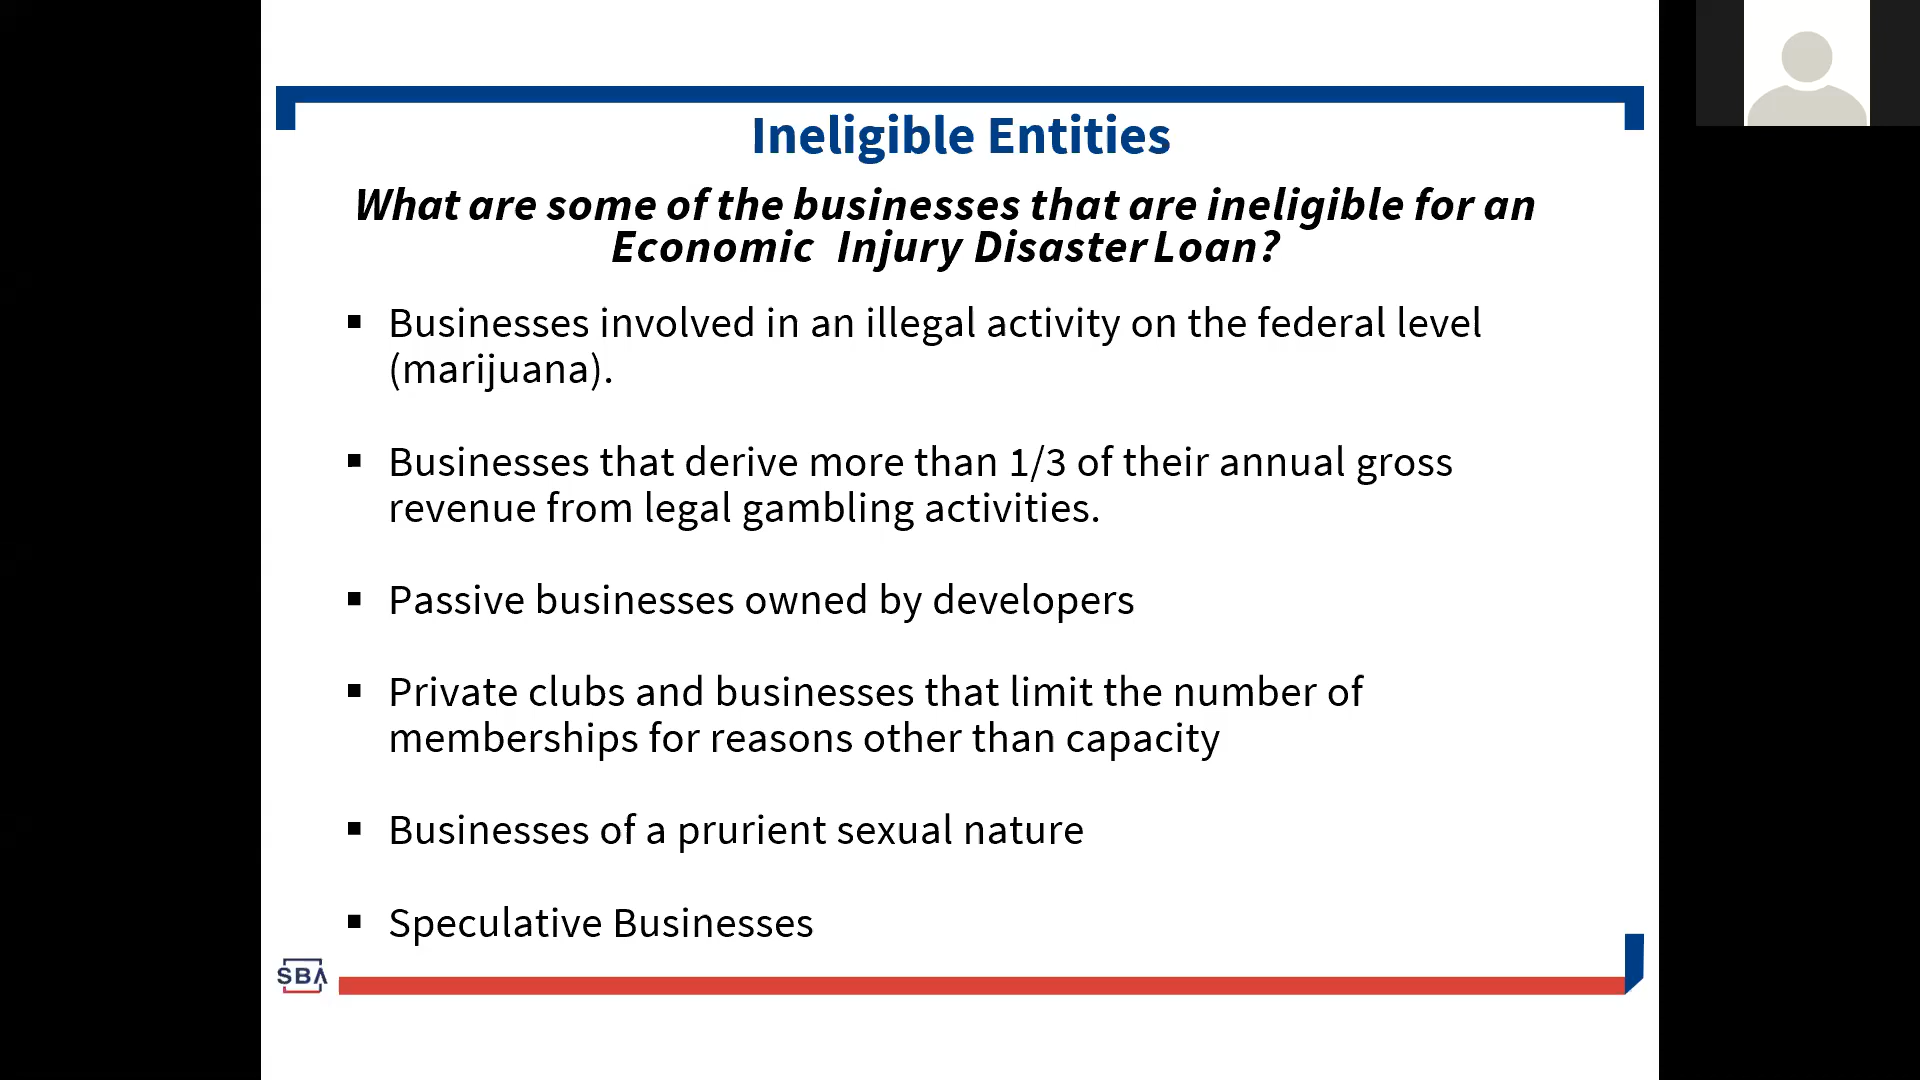 Ineligible Entities
What are some of the businesses that are ineligible for an
Economic Injury Disaster Loan?
▪ Businesses involved in an illegal activity on the federal level
(marijuana).
▪ Businesses that derive more than 1/3 of their annual gross
revenue from legal gambling activities.
▪ Passive businesses owned by developers
▪ Private clubs and businesses that limit the number of
memberships for reasons other than capacity
▪ Businesses of a prurient sexual nature
▪ Speculative Businesses
SBA